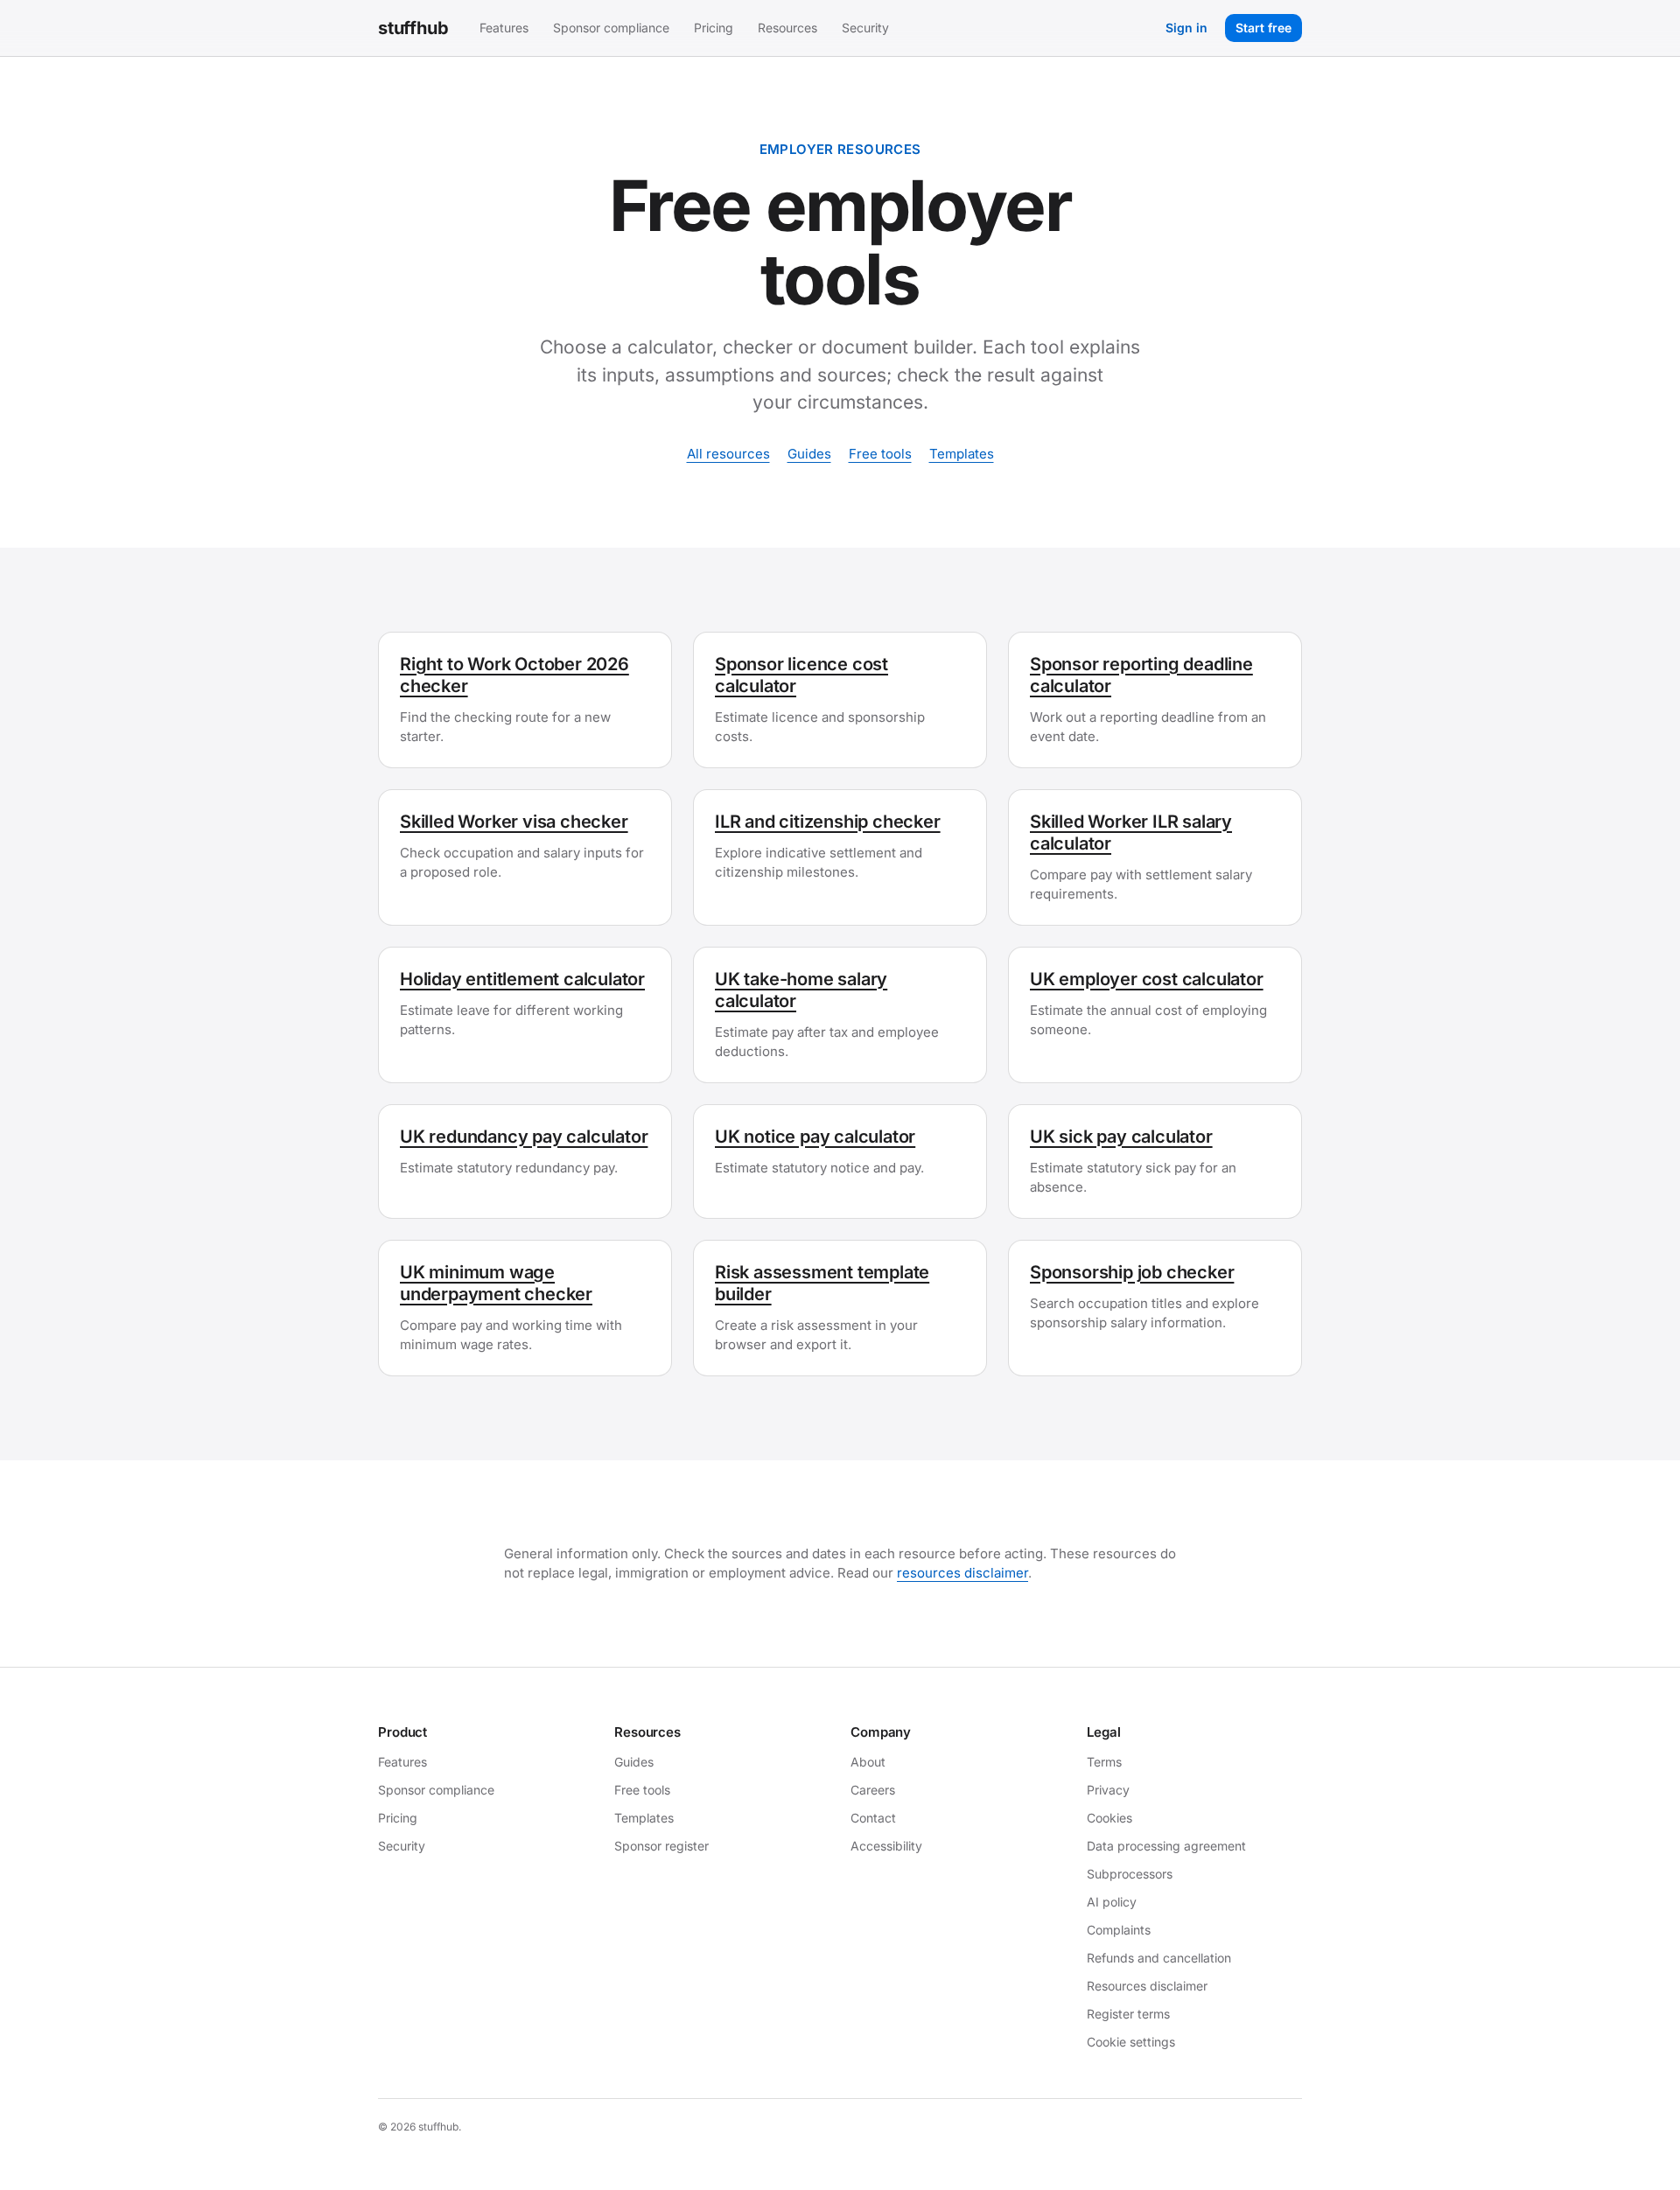 stuffhub
Features
Sponsor compliance
Pricing
Resources
Security
Sign in
Start free
EMPLOYER RESOURCES
Free employer
tools
Choose a calculator, checker or document builder. Each tool explains
its inputs, assumptions and sources; check the result against
your circumstances.
All resources
Guides
Free tools
Templates
Right to Work October 2026
checker
Find the checking route for a new
starter.
Sponsor licence cost
calculator
Estimate licence and sponsorship
costs.
Sponsor reporting deadline
calculator
Work out a reporting deadline from an
event date.
Skilled Worker visa checker
Check occupation and salary inputs for
a proposed role.
ILR and citizenship checker
Explore indicative settlement and
citizenship milestones.
Skilled Worker ILR salary
calculator
Compare pay with settlement salary
requirements.
Holiday entitlement calculator
Estimate leave for different working
patterns.
UK take-home salary
calculator
Estimate pay after tax and employee
deductions.
UK employer cost calculator
Estimate the annual cost of employing
someone.
UK redundancy pay calculator
Estimate statutory redundancy pay.
UK notice pay calculator
Estimate statutory notice and pay.
UK sick pay calculator
Estimate statutory sick pay for an
absence.
UK minimum wage
underpayment checker
Compare pay and working time with
minimum wage rates.
Risk assessment template
builder
Create a risk assessment in your
browser and export it.
Sponsorship job checker
Search occupation titles and explore
sponsorship salary information.
General information only. Check the sources and dates in each resource before acting. These resources do
not replace legal, immigration or employment advice. Read our resources disclaimer.
Product
Features
Sponsor compliance
Pricing
Security
Resources
Guides
Free tools
Templates
Sponsor register
Company
About
Careers
Contact
Accessibility
Legal
Terms
Privacy
Cookies
Data processing agreement
Subprocessors
AI policy
Complaints
Refunds and cancellation
Resources disclaimer
Register terms
Cookie settings
© 2026 stuffhub.